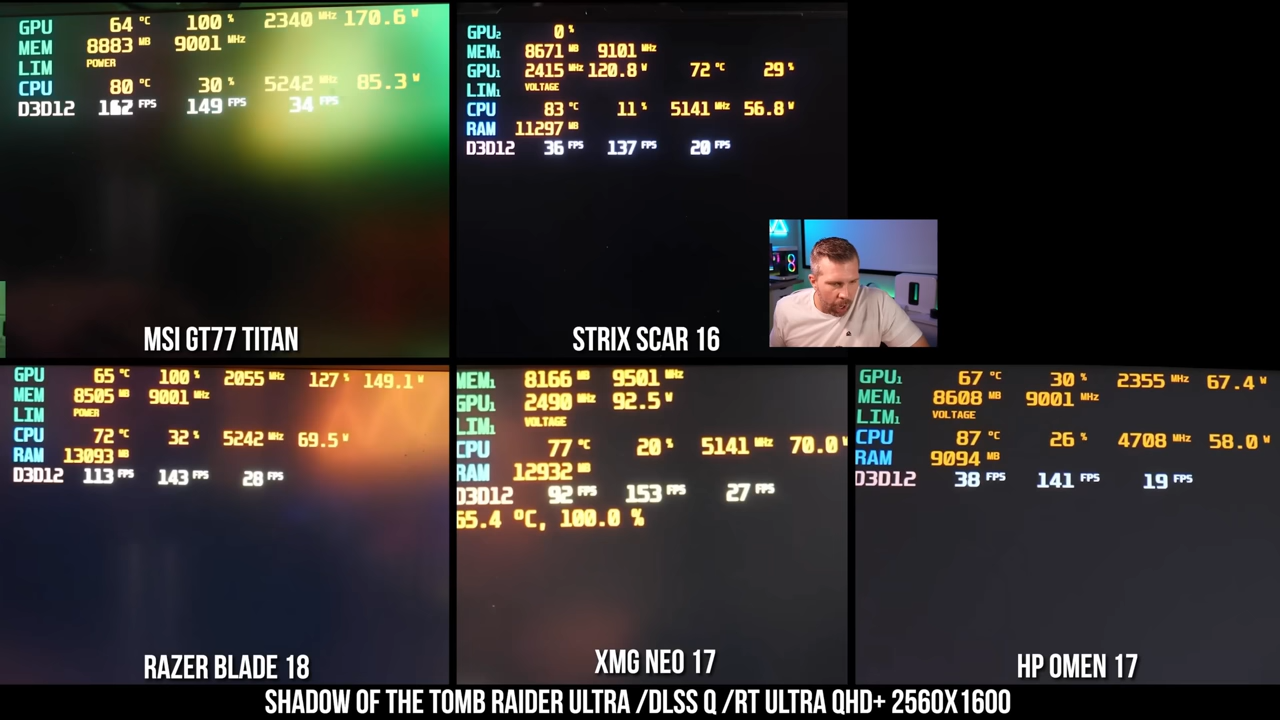 GPU 64 °C 100 % 2340 MHz 170.6 W
MEM 8883 MB 9001 MHz
LIM POWER
CPU 80 °C 30 % 5242 MHz 85.3 W
D3D12 162 FPS 149 FPS 34 FPS
MSI GT77 TITAN
GPU2 0 %
MEM1 8671 MB 9101 MHz
GPU1 2415 MHz 120.8 W 72 °C 29 %
LIM1 VOLTAGE
CPU 83 °C 11 % 5141 MHz 56.8 W
RAM 11297 MB
D3D12 36 FPS 137 FPS 20 FPS
STRIX SCAR 16
GPU 65 °C 100 % 2055 MHz 127 % 149.1 W
MEM 8505 MB 9001 MHz
LIM POWER
CPU 72 °C 32 % 5242 MHz 69.5 W
RAM 13093 MB
D3D12 113 FPS 143 FPS 28 FPS
RAZER BLADE 18
MEM1 8166 MB 9501 MHz
GPU1 2490 MHz 92.5 W
LIM1 VOLTAGE
CPU 77 °C 20 % 5141 MHz 70.0 W
RAM 12932 MB
D3D12 92 FPS 153 FPS 27 FPS
65.4 °C, 100.0 %
XMG NEO 17
GPU1 67 °C 30 % 2355 MHz 67.4 W
MEM1 8608 MB 9001 MHz
LIM1 VOLTAGE
CPU 87 °C 26 % 4708 MHz 58.0 W
RAM 9094 MB
D3D12 38 FPS 141 FPS 19 FPS
HP OMEN 17
SHADOW OF THE TOMB RAIDER ULTRA /DLSS Q /RT ULTRA QHD+ 2560X1600